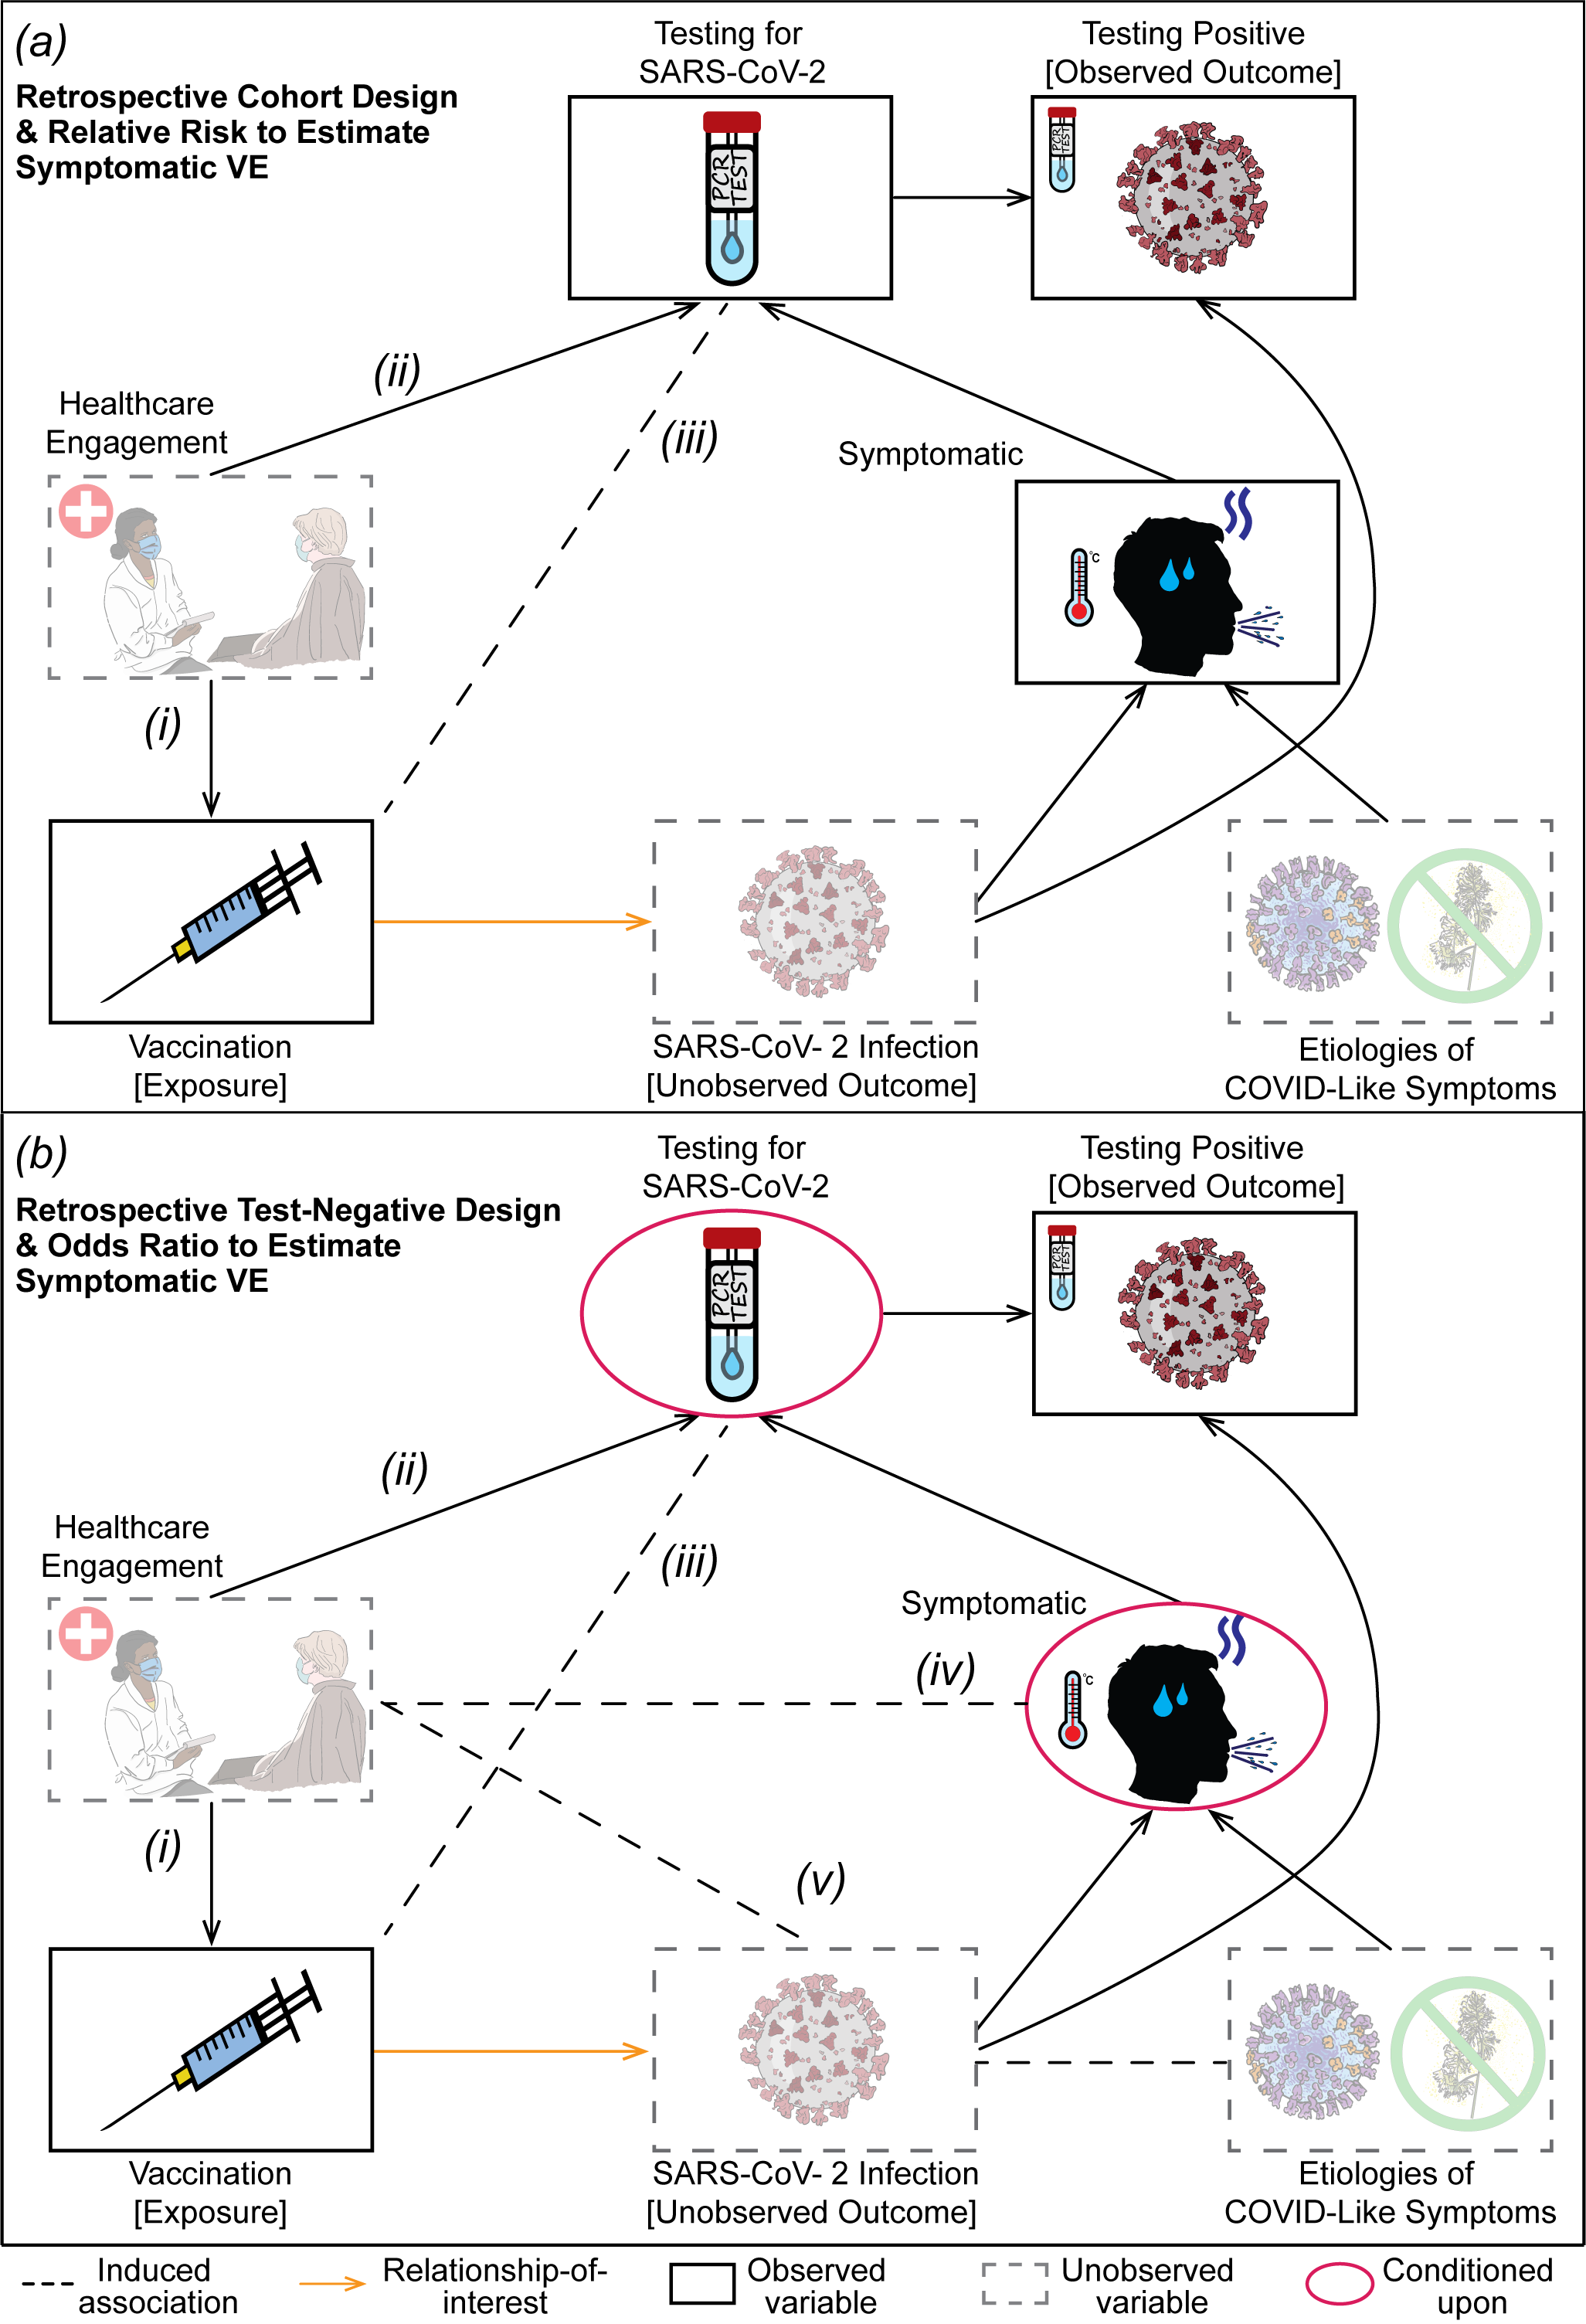 (a)
Retrospective Cohort Design
& Relative Risk to Estimate
Symptomatic VE
Testing for
SARS-CoV-2
Testing Positive
[Observed Outcome]
PCR
TEST
PCR
TEST
(ii)
(iii)
Healthcare
Engagement
Symptomatic
°C
(i)
Vaccination
[Exposure]
SARS-CoV- 2 Infection
[Unobserved Outcome]
Etiologies of
COVID-Like Symptoms
(b)
Retrospective Test-Negative Design
& Odds Ratio to Estimate
Symptomatic VE
Testing for
SARS-CoV-2
Testing Positive
[Observed Outcome]
PCR
TEST
PCR
TEST
(ii)
(iii)
Healthcare
Engagement
Symptomatic
(iv)
°C
(i)
(v)
Vaccination
[Exposure]
SARS-CoV- 2 Infection
[Unobserved Outcome]
Etiologies of
COVID-Like Symptoms
Induced
association
Relationship-of-
interest
Observed
variable
Unobserved
variable
Conditioned
upon